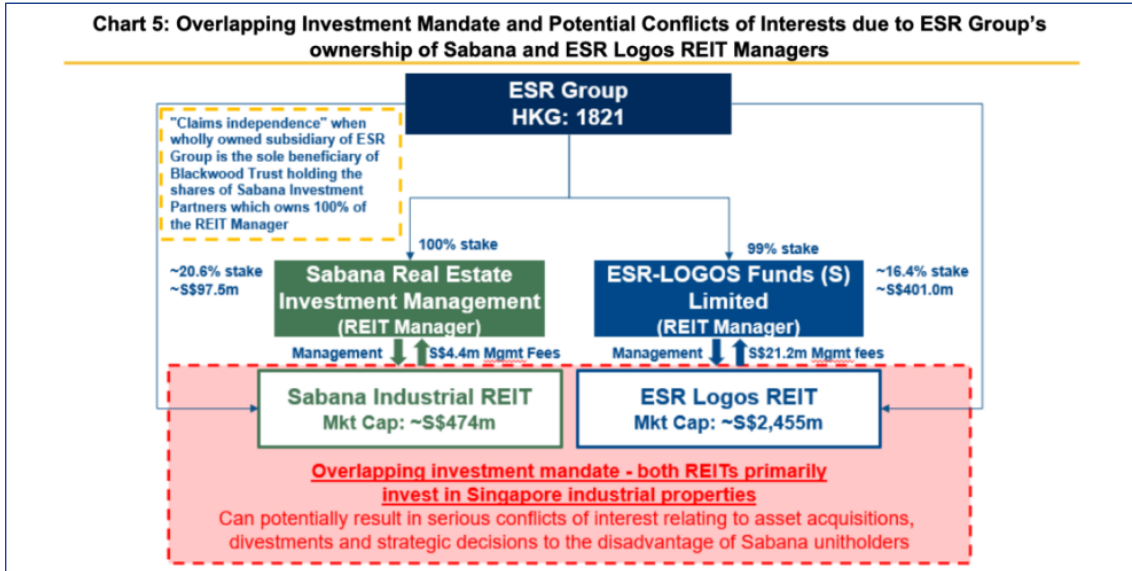 Chart 5: Overlapping Investment Mandate and Potential Conflicts of Interests due to ESR Group's
ownership of Sabana and ESR Logos REIT Managers
ESR Group
HKG: 1821
"Claims independence" when
wholly owned subsidiary of ESR
Group is the sole beneficiary of
Blackwood Trust holding the
shares of Sabana Investment
Partners which owns 100% of
the REIT Manager
100% stake
99% stake
~20.6% stake
~S$97.5m
Sabana Real Estate
Investment Management
(REIT Manager)
ESR-LOGOS Funds (S)
Limited
(REIT Manager)
~16.4% stake
~S$401.0m
Management
S$4.4m Mgmt Fees
Management
S$21.2m Mgmt fees
Sabana Industrial REIT
Mkt Cap: ~S$474m
ESR Logos REIT
Mkt Cap: ~S$2,455m
Overlapping investment mandate - both REITs primarily
invest in Singapore industrial properties
Can potentially result in serious conflicts of interest relating to asset acquisitions,
divestments and strategic decisions to the disadvantage of Sabana unitholders